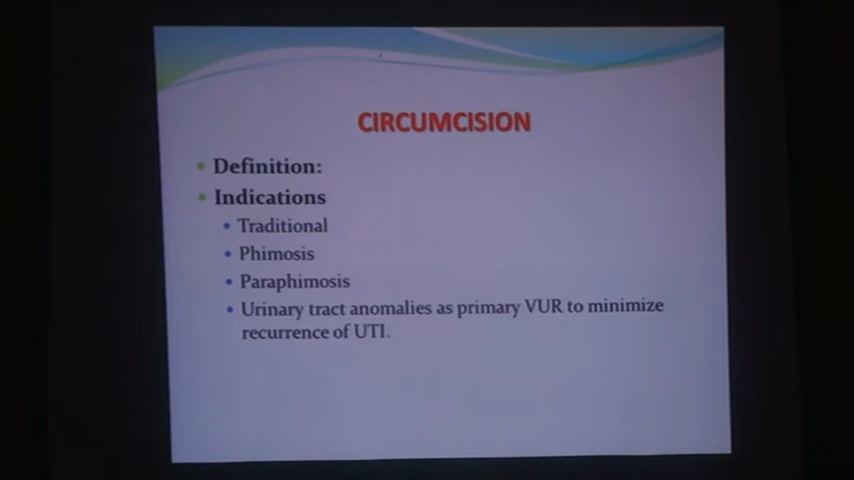 CIRCUMCISION
• Definition:
• Indications
• Traditional
• Phimosis
• Paraphimosis
• Urinary tract anomalies as primary VUR to minimize
recurrence of UTI.